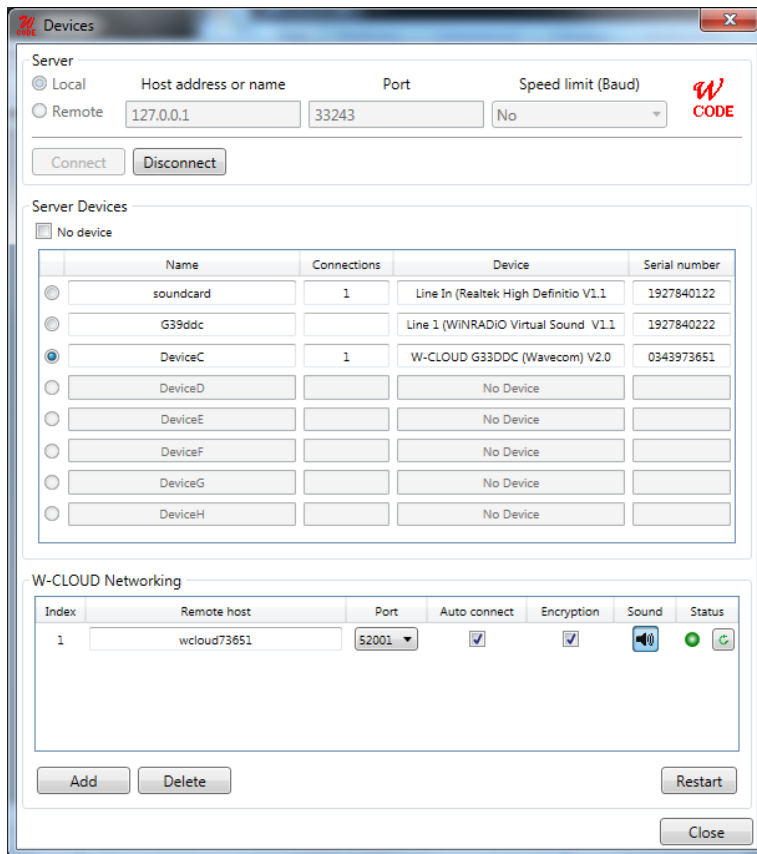 W CODE Devices
Server
Local Host address or name Port Speed limit (Baud)
Remote 127.0.0.1 33243 No
W CODE
Connect Disconnect
Server Devices
No device
Name Connections Device Serial number
soundcard 1 Line In (Realtek High Definitio V1.1 1927840122
G39ddc Line 1 (WiNRADiO Virtual Sound V1.1 1927840222
DeviceC 1 W-CLOUD G33DDC (Wavecom) V2.0 0343973651
DeviceD No Device
DeviceE No Device
DeviceF No Device
DeviceG No Device
DeviceH No Device
W-CLOUD Networking
Index Remote host Port Auto connect Encryption Sound Status
1 wcloud73651 52001
Add Delete Restart
Close